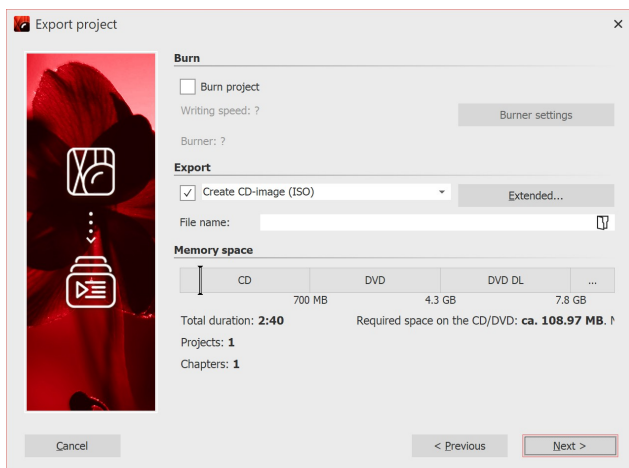 Export project
Burn
Burn project
Writing speed: ?
Burner settings
Burner: ?
Export
Create CD-image (ISO)
Extended...
File name:
Memory space
CD DVD DVD DL ...
700 MB 4.3 GB 7.8 GB
Total duration: 2:40 Required space on the CD/DVD: ca. 108.97 MB.
Projects: 1
Chapters: 1
Cancel < Previous Next >